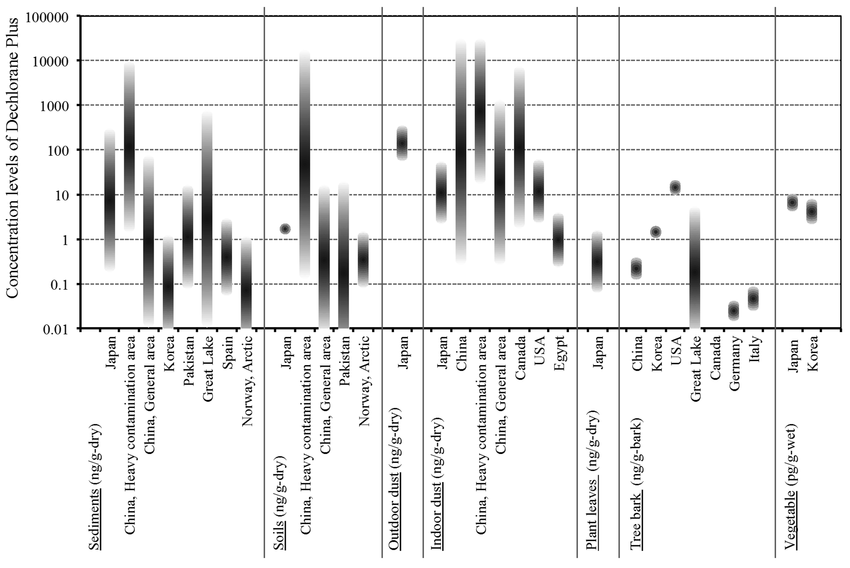 Concentration levels of Dechlorane Plus
100000
10000
1000
100
10
1
0.1
0.01
Sediments (ng/g-dry)
Japan
China, Heavy contamination area
China, General area
Korea
Pakistan
Great Lake
Spain
Norway, Arctic
Soils (ng/g-dry)
Japan
China, Heavy contamination area
China, General area
Pakistan
Norway, Arctic
Outdoor dust (ng/g-dry)
Japan
Indoor dust (ng/g-dry)
Japan
China
China, Heavy contamination area
China, General area
Canada
USA
Egypt
Plant leaves (ng/g-dry)
Japan
Tree bark (ng/g-bark)
China
Korea
USA
Great Lake
Canada
Germany
Italy
Vegetable (pg/g-wet)
Japan
Korea